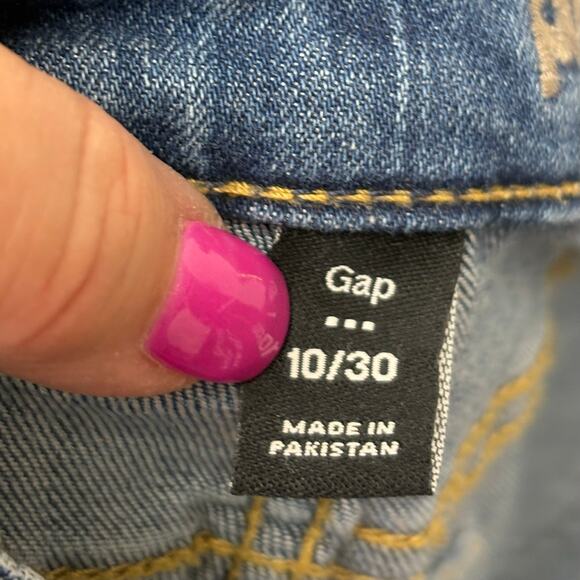 Gap
...
10/30
MADE IN
PAKISTAN